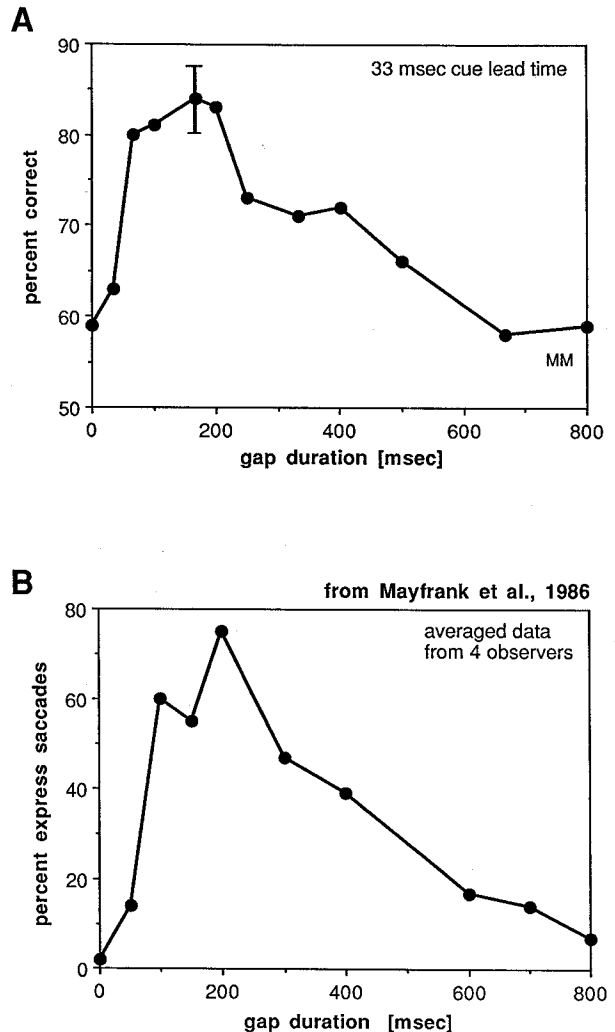 A
90
80
70
60
50
percent correct
33 msec cue lead time
MM
0 200 400 600 800
gap duration [msec]
B
from Mayfrank et al., 1986
80
60
40
20
0
percent express saccades
averaged data
from 4 observers
0 200 400 600 800
gap duration [msec]